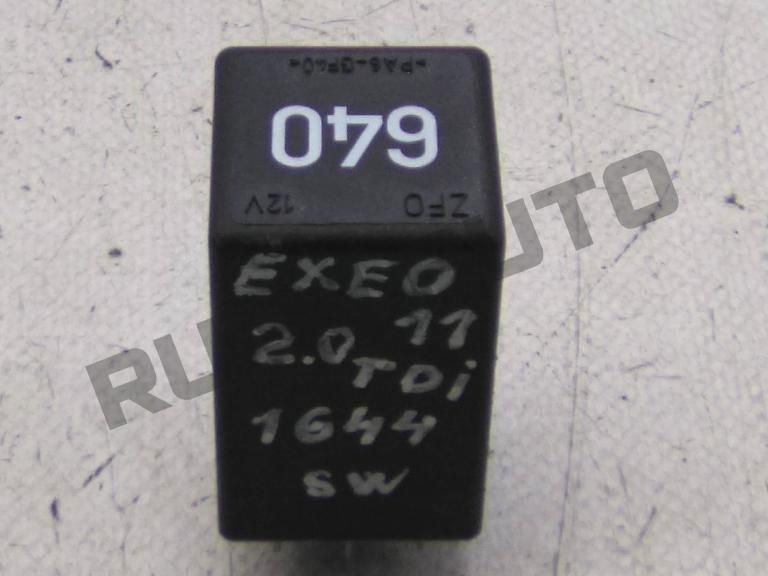 ZFO 12V
640
>PA6-GF40<
EXEO
2.0 11
TDi
1644
SW